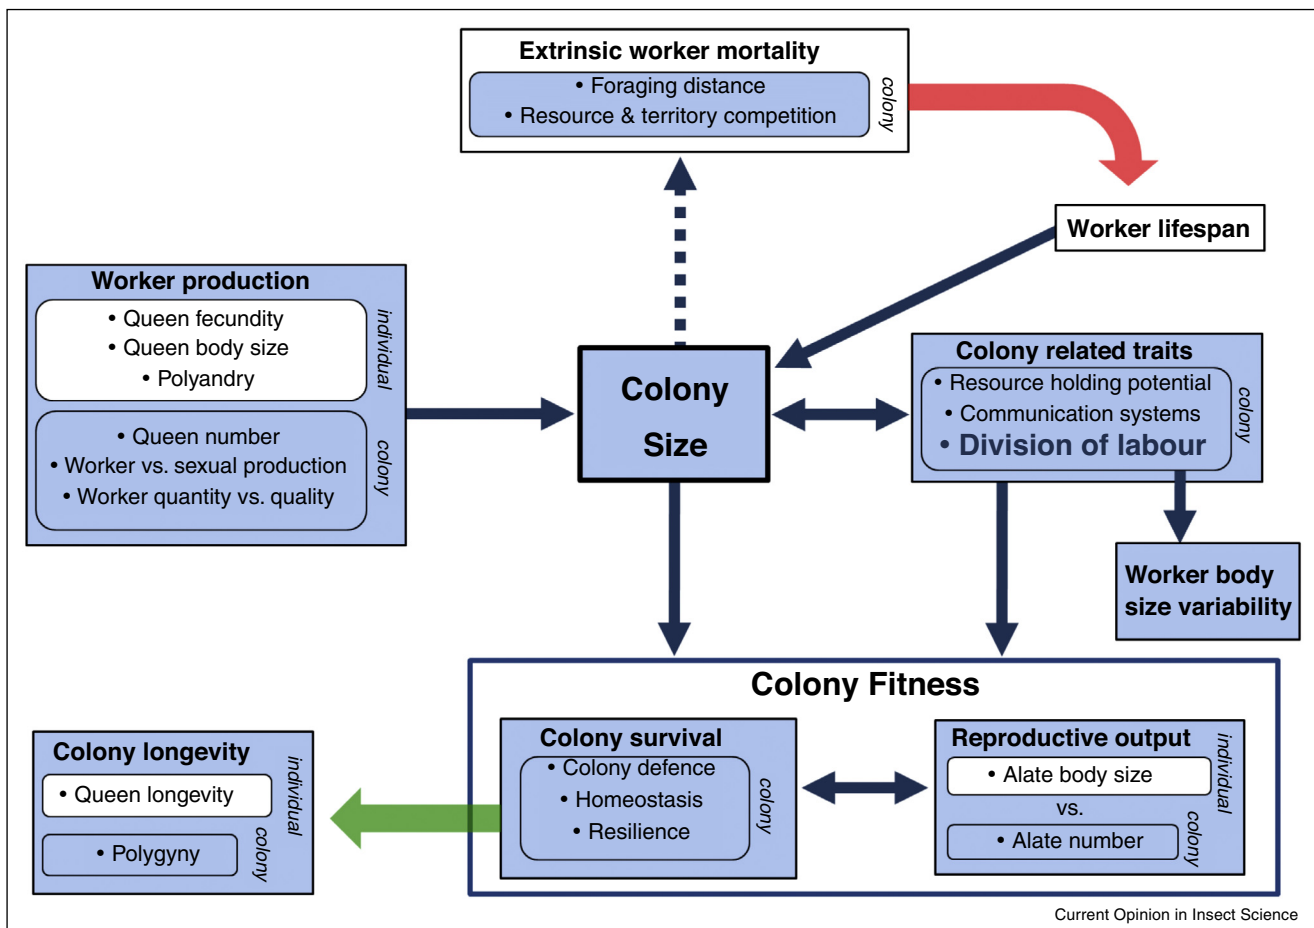 Extrinsic worker mortality
• Foraging distance
• Resource & territory competition
colony
Worker lifespan
Worker production
• Queen fecundity
• Queen body size
• Polyandry
individual
• Queen number
• Worker vs. sexual production
• Worker quantity vs. quality
colony
Colony
Size
Colony related traits
• Resource holding potential
• Communication systems
• Division of labour
colony
Worker body
size variability
Colony Fitness
Colony survival
• Colony defence
• Homeostasis
• Resilience
colony
Reproductive output
• Alate body size
individual
vs.
• Alate number
colony
Colony longevity
• Queen longevity
individual
• Polygyny
colony
Current Opinion in Insect Science